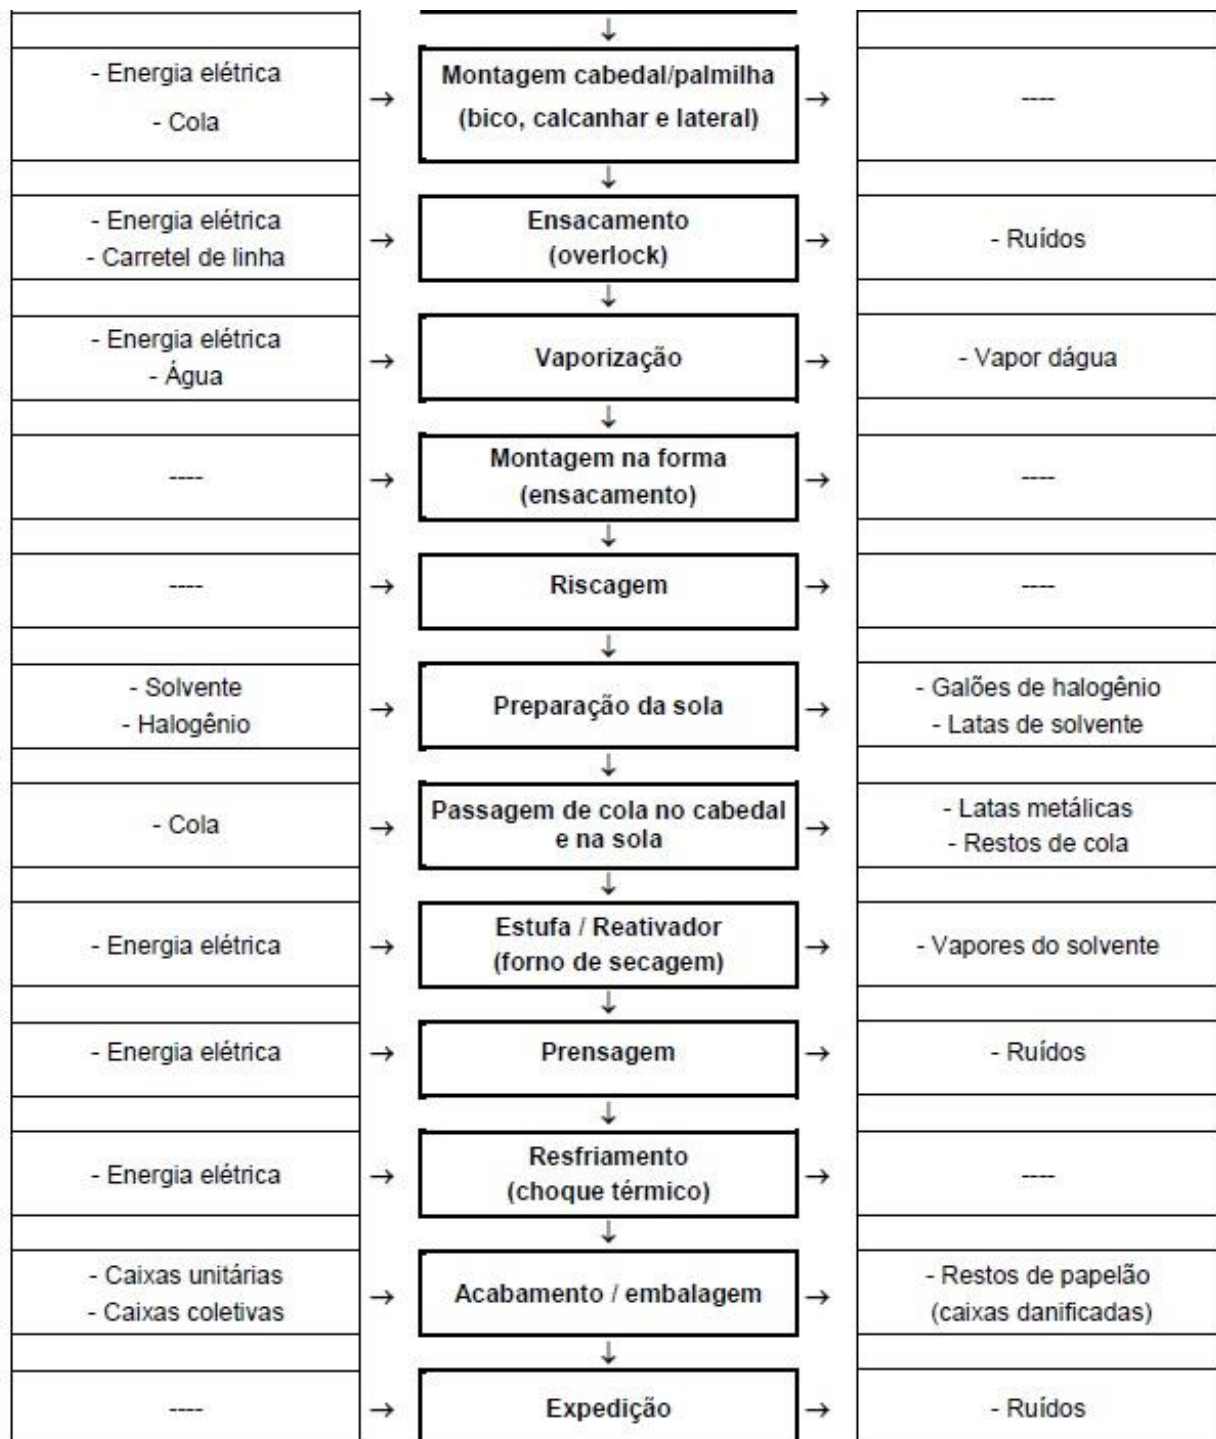 - Energia elétrica
- Cola
→
Montagem cabedal/palmilha
(bico, calcanhar e lateral)
→
----
↓
- Energia elétrica
- Carretel de linha
→
Ensacamento
(overlock)
→
- Ruídos
↓
- Energia elétrica
- Água
→
Vaporização
→
- Vapor dágua
↓
----
→
Montagem na forma
(ensacamento)
→
----
↓
----
→
Riscagem
→
----
↓
- Solvente
- Halogênio
→
Preparação da sola
→
- Galões de halogênio
- Latas de solvente
↓
- Cola
→
Passagem de cola no cabedal
e na sola
→
- Latas metálicas
- Restos de cola
↓
- Energia elétrica
→
Estufa / Reativador
(forno de secagem)
→
- Vapores do solvente
↓
- Energia elétrica
→
Prensagem
→
- Ruídos
↓
- Energia elétrica
→
Resfriamento
(choque térmico)
→
----
↓
- Caixas unitárias
- Caixas coletivas
→
Acabamento / embalagem
→
- Restos de papelão
(caixas danificadas)
↓
----
→
Expedição
→
- Ruídos